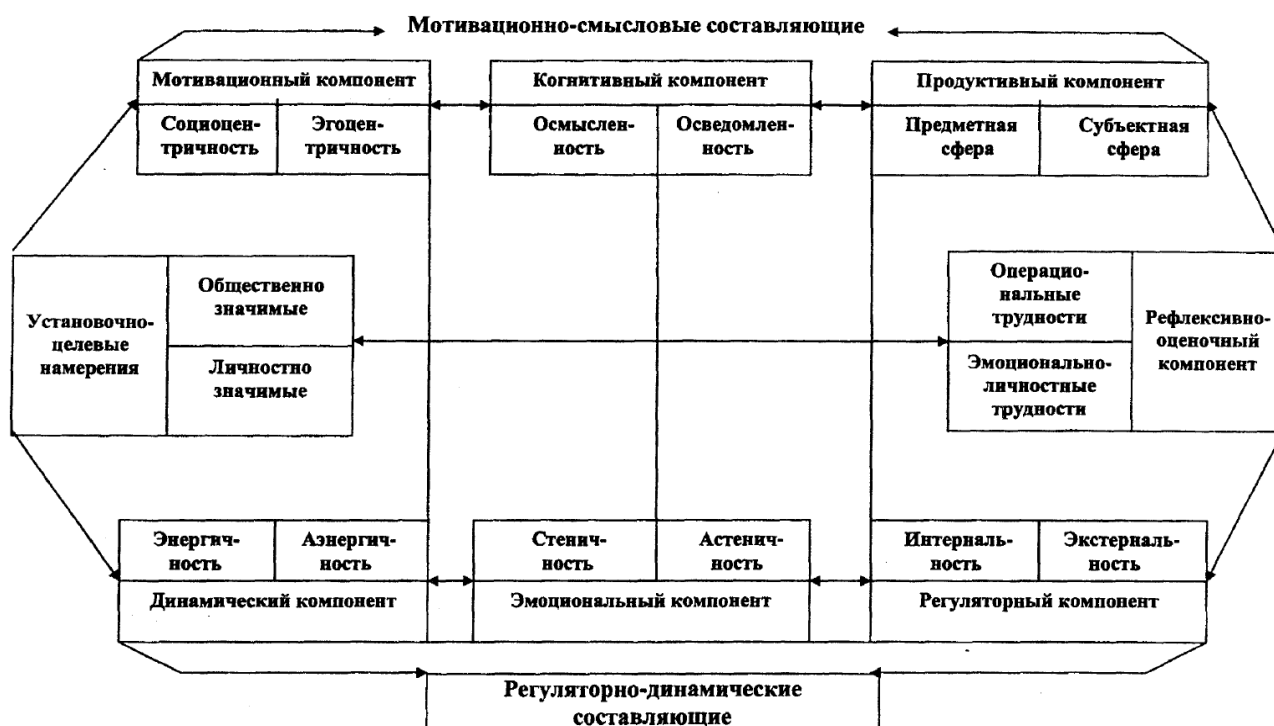 Мотивационно-смысловые составляющие
Мотивационный компонент
Социоцен-
тричность
Эгоцен-
тричность
Когнитивный компонент
Осмыслен-
ность
Осведомлен-
ность
Продуктивный компонент
Предметная
сфера
Субъектная
сфера
Установочно-
целевые
намерения
Общественно
значимые
Личностно
значимые
Операцио-
нальные
трудности
Эмоционально-
личностные
трудности
Рефлексивно-
оценочный
компонент
Энергич-
ность
Аэнергич-
ность
Динамический компонент
Стенич-
ность
Астенич-
ность
Эмоциональный компонент
Интерналь-
ность
Экстерналь-
ность
Регуляторный компонент
Регуляторно-динамические
составляющие